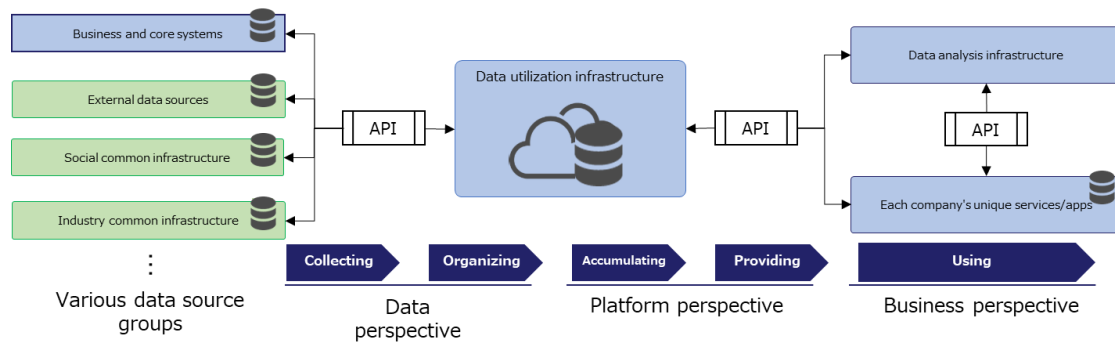 Business and core systems
External data sources
Social common infrastructure
Industry common infrastructure
⋮
Various data source
groups
API
Data utilization infrastructure
API
Data analysis infrastructure
API
Each company's unique services/apps
Collecting
Organizing
Accumulating
Providing
Using
Data
perspective
Platform perspective
Business perspective